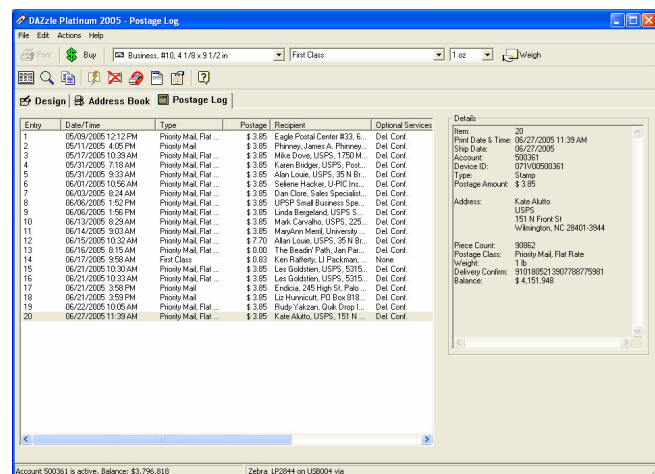 DAZzle Platinum 2005 - Postage Log
File Edit Actions Help
Print Buy Business, #10, 4 1/8 x 9 1/2 in First Class 1 oz Weigh
Design Address Book Postage Log
Entry Date/Time Type Postage Recipient Optional Services
1 05/09/2005 12:12 PM Priority Mail, Flat ... $ 3.85 Eagle Postal Center #33, 6... Del. Conf.
2 05/11/2005 4:05 PM Priority Mail $ 3.85 Phinney, James A. Phinney... Del. Conf.
3 05/17/2005 10:39 AM Priority Mail, Flat ... $ 3.85 Mike Dove, USPS, 1750 M... Del. Conf.
4 05/31/2005 7:18 AM Priority Mail, Flat ... $ 3.85 Karen Bridger, USPS, Post... Del. Conf.
5 05/31/2005 9:33 AM Priority Mail, Flat ... $ 3.85 Alan Louie, USPS, 35 N Br... Del. Conf.
6 06/01/2005 10:56 AM Priority Mail, Flat ... $ 3.85 Selene Hacker, U-PIC Ins... Del. Conf.
7 06/03/2005 8:24 AM Priority Mail, Flat ... $ 3.85 Dan Clore, Sales Specialist... Del. Conf.
8 06/06/2005 1:52 PM Priority Mail, Flat ... $ 3.85 UPSP Small Business Spe... Del. Conf.
9 06/06/2005 1:56 PM Priority Mail, Flat ... $ 3.85 Linda Bergeland, USPS S... Del. Conf.
10 06/13/2005 8:29 AM Priority Mail, Flat ... $ 3.85 Mark Carvalho, USPS, 225... Del. Conf.
11 06/14/2005 9:03 AM Priority Mail, Flat ... $ 3.85 MaryAnn Merril, University ... Del. Conf.
12 06/15/2005 10:32 AM Priority Mail, Flat ... $ 7.70 Allan Louie, USPS, 35 N Br... Del. Conf.
13 06/16/2005 8:15 AM Priority Mail, Flat ... $ 0.00 The Beadin' Path, Jan Par... Del. Conf.
14 06/17/2005 9:58 AM First Class $ 0.83 Ken Rafferty, LI Packman, ... None
15 06/21/2005 10:30 AM Priority Mail, Flat ... $ 3.85 Les Goldstien, USPS, 5315... Del. Conf.
16 06/21/2005 10:33 AM Priority Mail, Flat ... $ 3.85 Les Goldstien, USPS, 5315... Del. Conf.
17 06/21/2005 3:58 PM Priority Mail $ 3.85 Endicia, 245 High St, Palo ... Del. Conf.
18 06/21/2005 3:59 PM Priority Mail $ 3.85 Liz Hunnicutt, PO Box 818... Del. Conf.
19 06/22/2005 10:05 AM Priority Mail, Flat ... $ 3.85 Rudy Yakzan, Quik Drop I... Del. Conf.
20 06/27/2005 11:39 AM Priority Mail, Flat ... $ 3.85 Kate Alutto, USPS, 151 N ... Del. Conf.
Details
Item: 20
Print Date & Time: 06/27/2005 11:39 AM
Ship Date: 06/27/2005
Account: 500361
Device ID: 071V00500361
Type: Stamp
Postage Amount: $ 3.85
Address: Kate Alutto
USPS
151 N Front St
Wilmington, NC 28401-3944
Piece Count: 90862
Postage Class: Priority Mail, Flat Rate
Weight: 1 lb
Delivery Confirm: 9101805213907788775981
Balance: $ 4,151.948
Account 500361 is active. Balance: $3,796.818 Zebra LP2844 on USB004 via